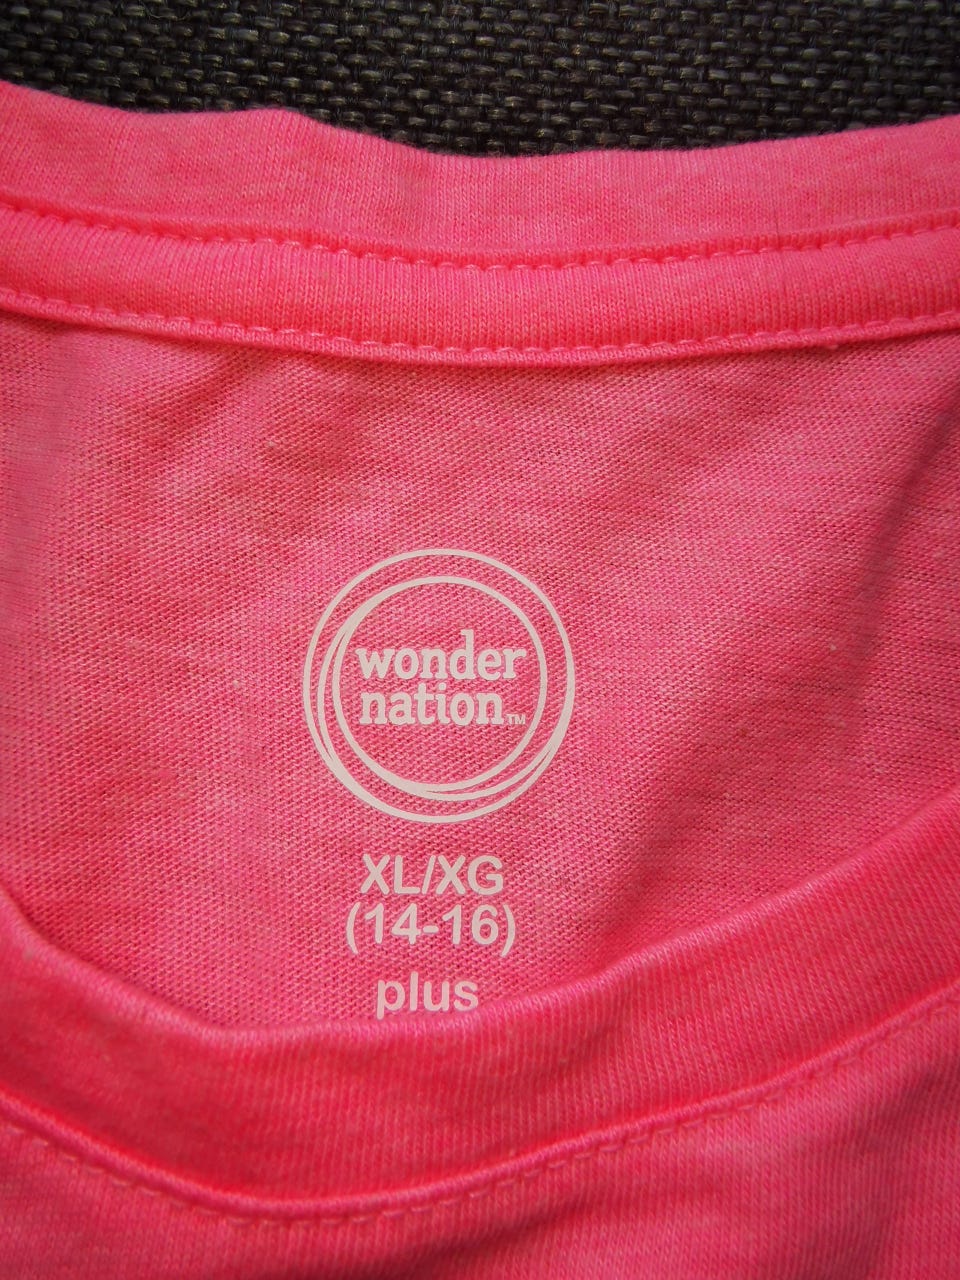 wonder
nation™
XL/XG
(14-16)
plus